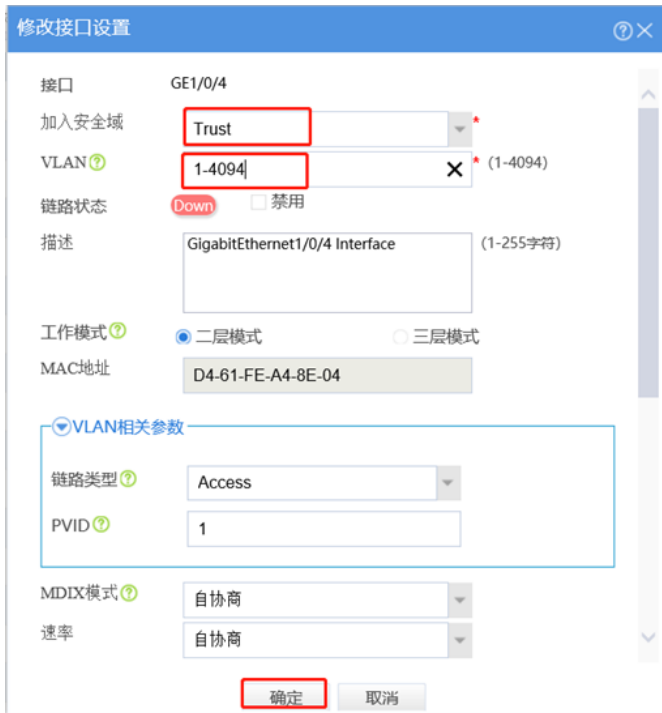 修改接口设置
接口 GE1/0/4
加入安全域 Trust *
VLAN 1-4094 * (1-4094)
链路状态 Down 禁用
描述 GigabitEthernet1/0/4 Interface (1-255字符)
工作模式 二层模式 三层模式
MAC地址 D4-61-FE-A4-8E-04
VLAN相关参数
链路类型 Access
PVID 1
MDIX模式 自协商
速率 自协商
确定 取消